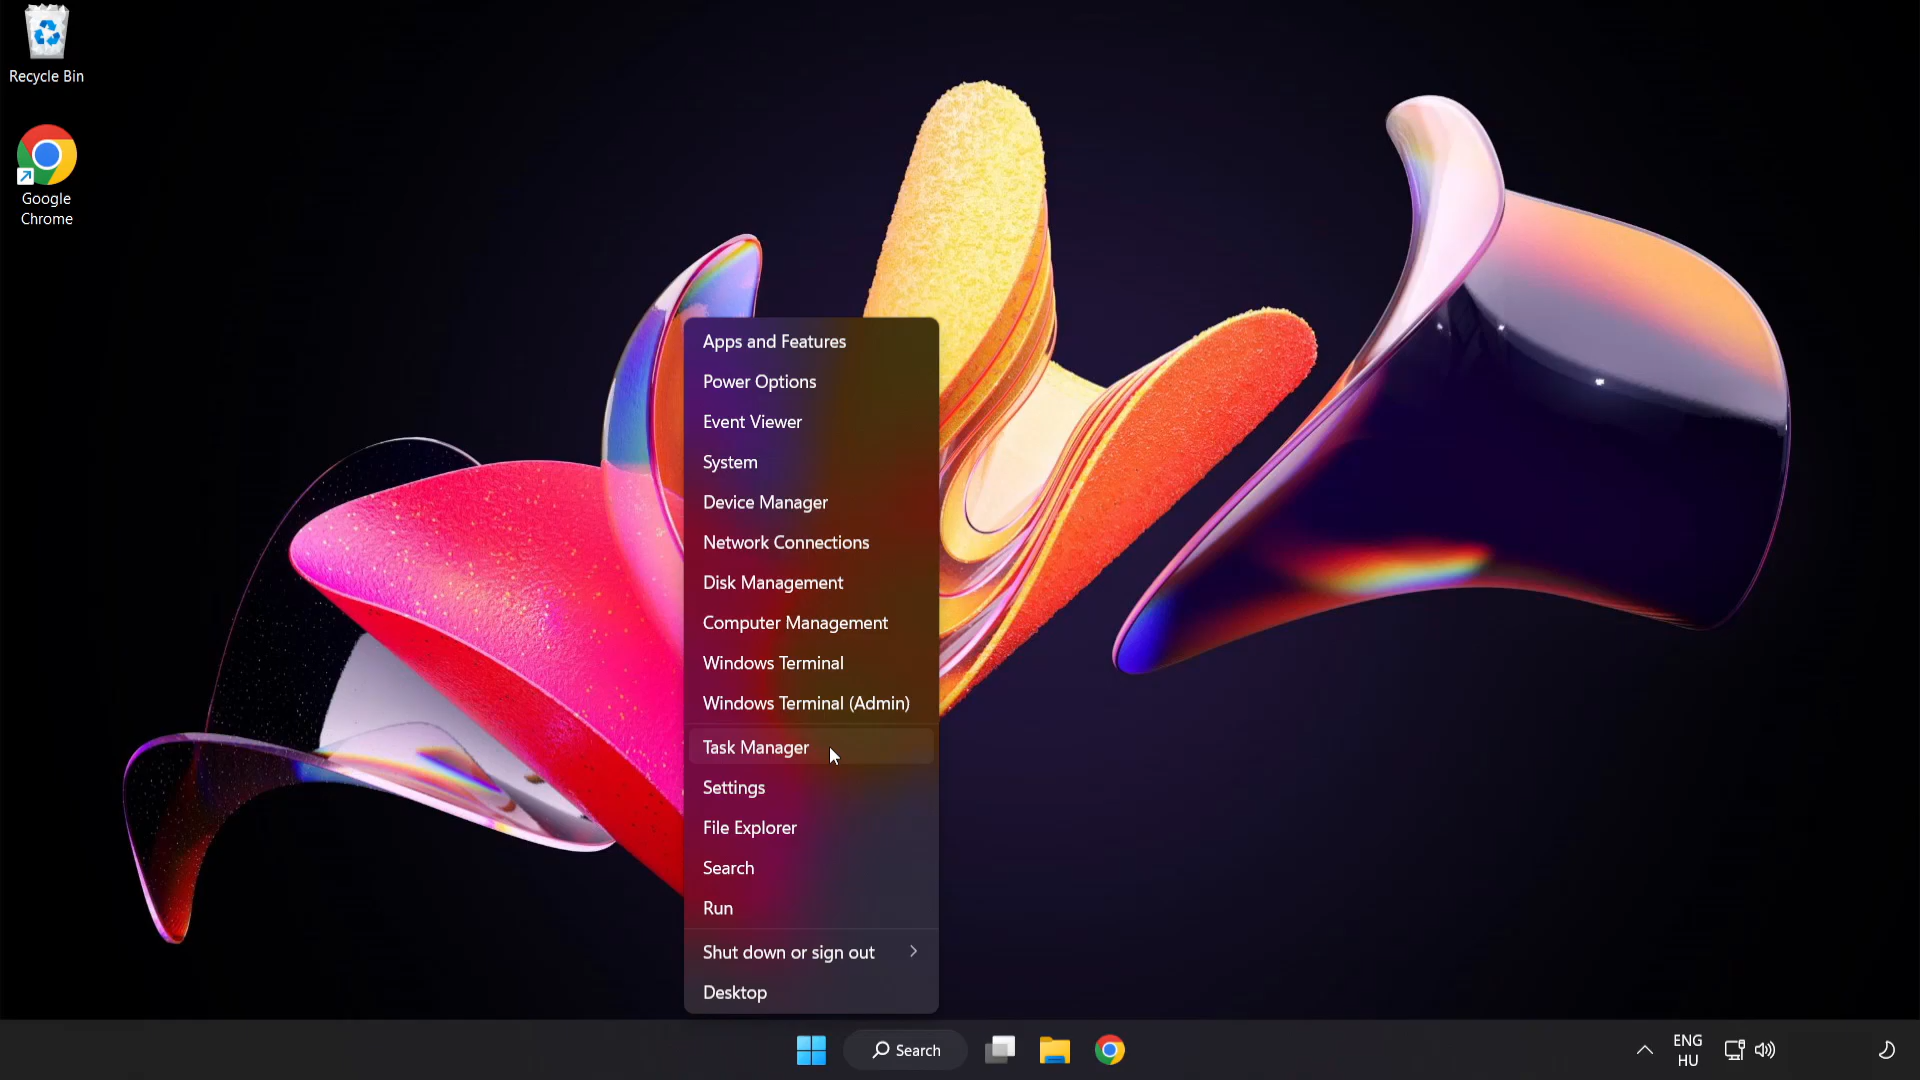 Recycle Bin
Google
Chrome
Apps and Features
Power Options
Event Viewer
System
Device Manager
Network Connections
Disk Management
Computer Management
Windows Terminal
Windows Terminal (Admin)
Task Manager
Settings
File Explorer
Search
Run
Shut down or sign out
Desktop
Search
ENG
HU